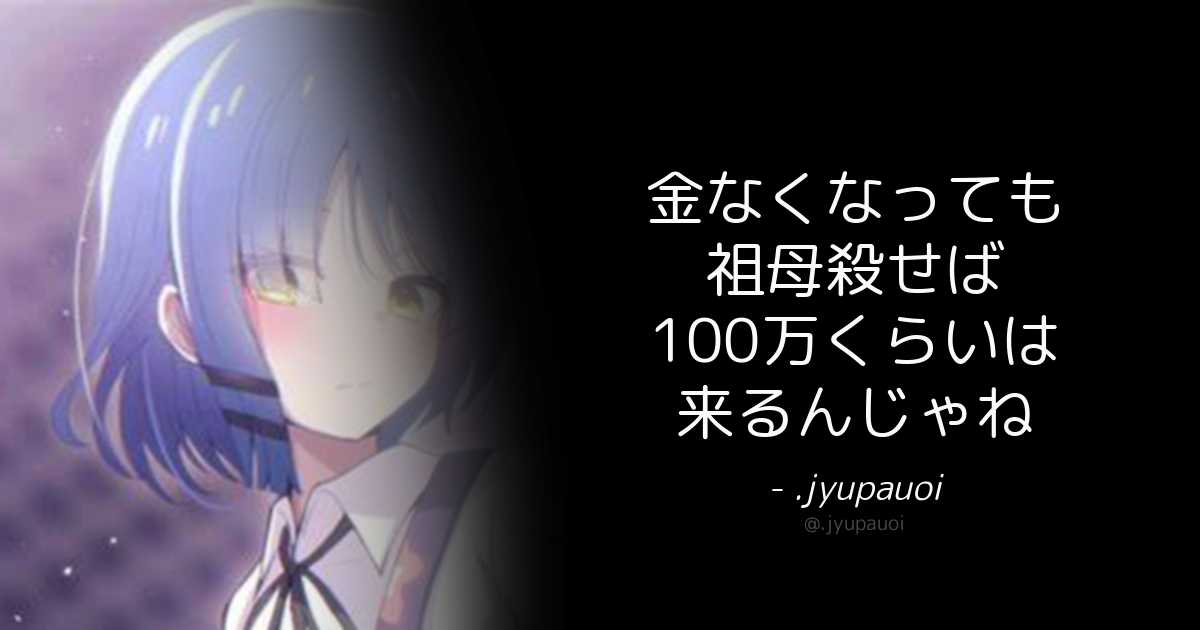 金なくなっても
祖母殺せば
100万くらいは
来るんじゃね
- .jyupauoi
@.jyupauoi